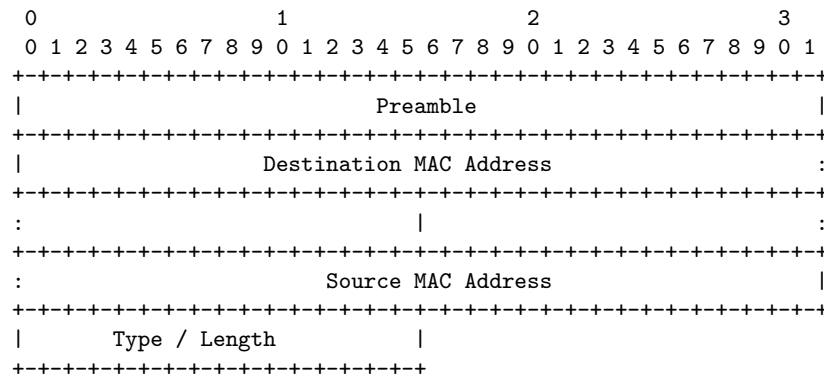 0                   1                   2                   3
0 1 2 3 4 5 6 7 8 9 0 1 2 3 4 5 6 7 8 9 0 1 2 3 4 5 6 7 8 9 0 1
+-+-+-+-+-+-+-+-+-+-+-+-+-+-+-+-+-+-+-+-+-+-+-+-+-+-+-+-+-+-+-+-+
|                            Preamble                           |
+-+-+-+-+-+-+-+-+-+-+-+-+-+-+-+-+-+-+-+-+-+-+-+-+-+-+-+-+-+-+-+-+
|                   Destination MAC Address                     :
+-+-+-+-+-+-+-+-+-+-+-+-+-+-+-+-+-+-+-+-+-+-+-+-+-+-+-+-+-+-+-+-+
:                               |                               :
+-+-+-+-+-+-+-+-+-+-+-+-+-+-+-+-+-+-+-+-+-+-+-+-+-+-+-+-+-+-+-+-+
:                        Source MAC Address                     |
+-+-+-+-+-+-+-+-+-+-+-+-+-+-+-+-+-+-+-+-+-+-+-+-+-+-+-+-+-+-+-+-+
|       Type / Length           |
+-+-+-+-+-+-+-+-+-+-+-+-+-+-+-+-+